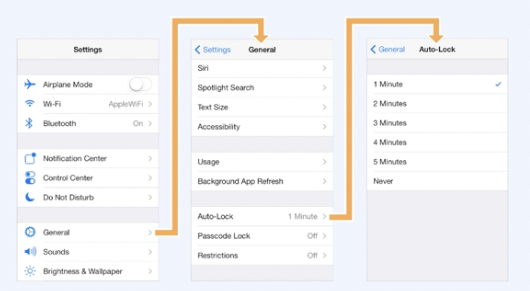 Settings
Airplane Mode
Wi-Fi AppleWiFi
Bluetooth On
Notification Center
Control Center
Do Not Disturb
General
Sounds
Brightness & Wallpaper
Settings General
Siri
Spotlight Search
Text Size
Accessibility
Usage
Background App Refresh
Auto-Lock 1 Minute
Passcode Lock Off
Restrictions Off
General Auto-Lock
1 Minute
2 Minutes
3 Minutes
4 Minutes
5 Minutes
Never